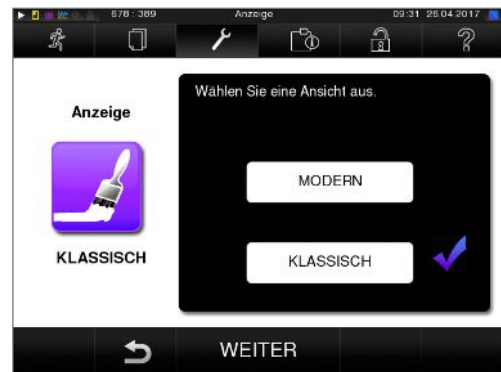 678 : 389 Anzeige 09:31 26.04.2017
Wählen Sie eine Ansicht aus.
Anzeige
MODERN
KLASSISCH
KLASSISCH
WEITER